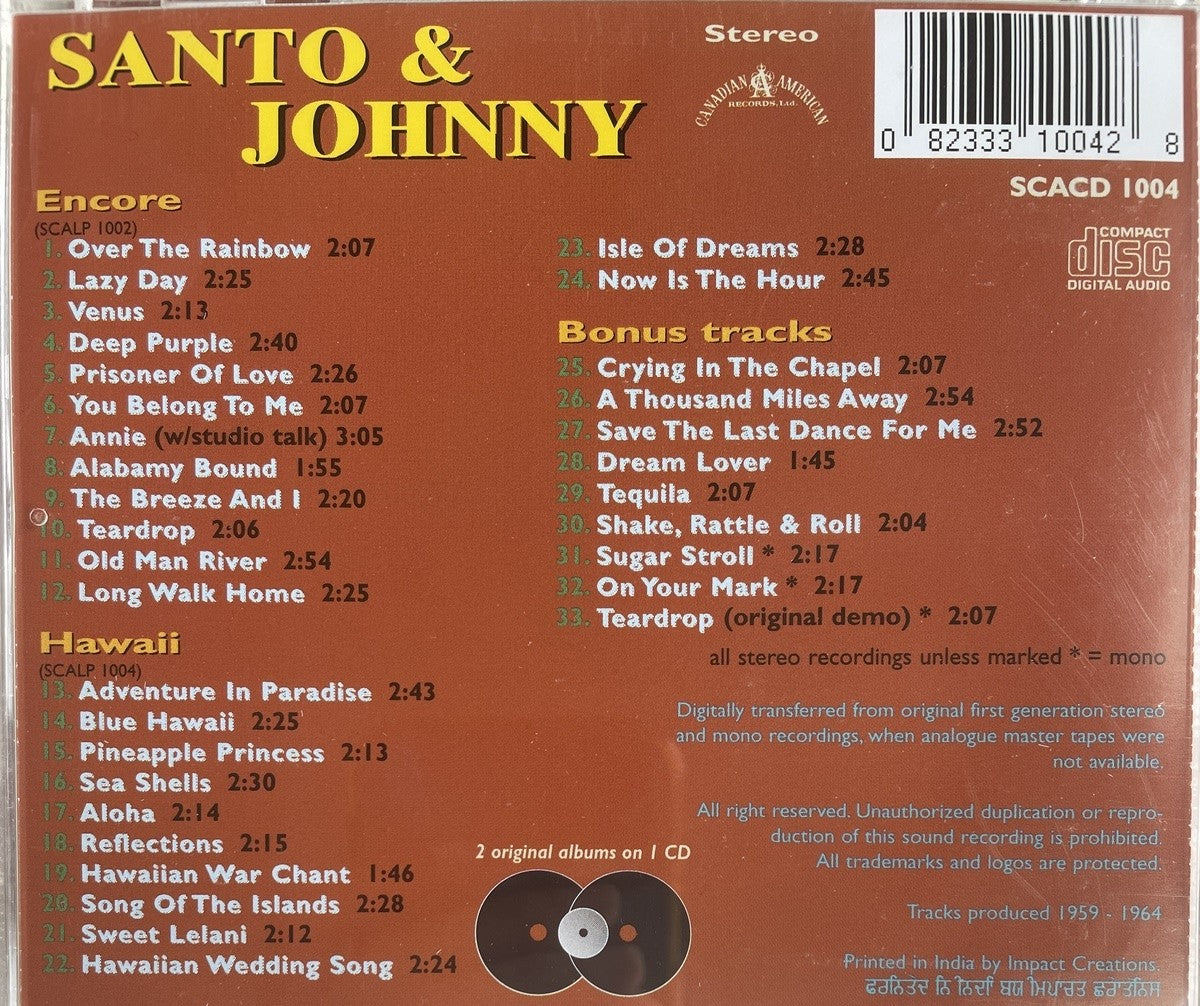 SANTO &
JOHNNY
Stereo
CANADIAN AMERICAN
RECORDS, Ltd.
0 82333 10042 8
SCACD 1004
COMPACT
disc
DIGITAL AUDIO
Encore
(SCALP 1002)
1. Over The Rainbow 2:07
2. Lazy Day 2:25
3. Venus 2:13
4. Deep Purple 2:40
5. Prisoner Of Love 2:26
6. You Belong To Me 2:07
7. Annie (w/studio talk) 3:05
8. Alabamy Bound 1:55
9. The Breeze And I 2:20
10. Teardrop 2:06
11. Old Man River 2:54
12. Long Walk Home 2:25
Hawaii
(SCALP 1004)
13. Adventure In Paradise 2:43
14. Blue Hawaii 2:25
15. Pineapple Princess 2:13
16. Sea Shells 2:30
17. Aloha 2:14
18. Reflections 2:15
19. Hawaiian War Chant 1:46
20. Song Of The Islands 2:28
21. Sweet Lelani 2:12
22. Hawaiian Wedding Song 2:24
23. Isle Of Dreams 2:28
24. Now Is The Hour 2:45
Bonus tracks
25. Crying In The Chapel 2:07
26. A Thousand Miles Away 2:54
27. Save The Last Dance For Me 2:52
28. Dream Lover 1:45
29. Tequila 2:07
30. Shake, Rattle & Roll 2:04
31. Sugar Stroll * 2:17
32. On Your Mark * 2:17
33. Teardrop (original demo) * 2:07
all stereo recordings unless marked * = mono
Digitally transferred from original first generation stereo
and mono recordings, when analogue master tapes were
not available.
All right reserved. Unauthorized duplication or repro-
duction of this sound recording is prohibited.
All trademarks and logos are protected.
Tracks produced 1959 - 1964
Printed in India by Impact Creations.
2 original albums on 1 CD